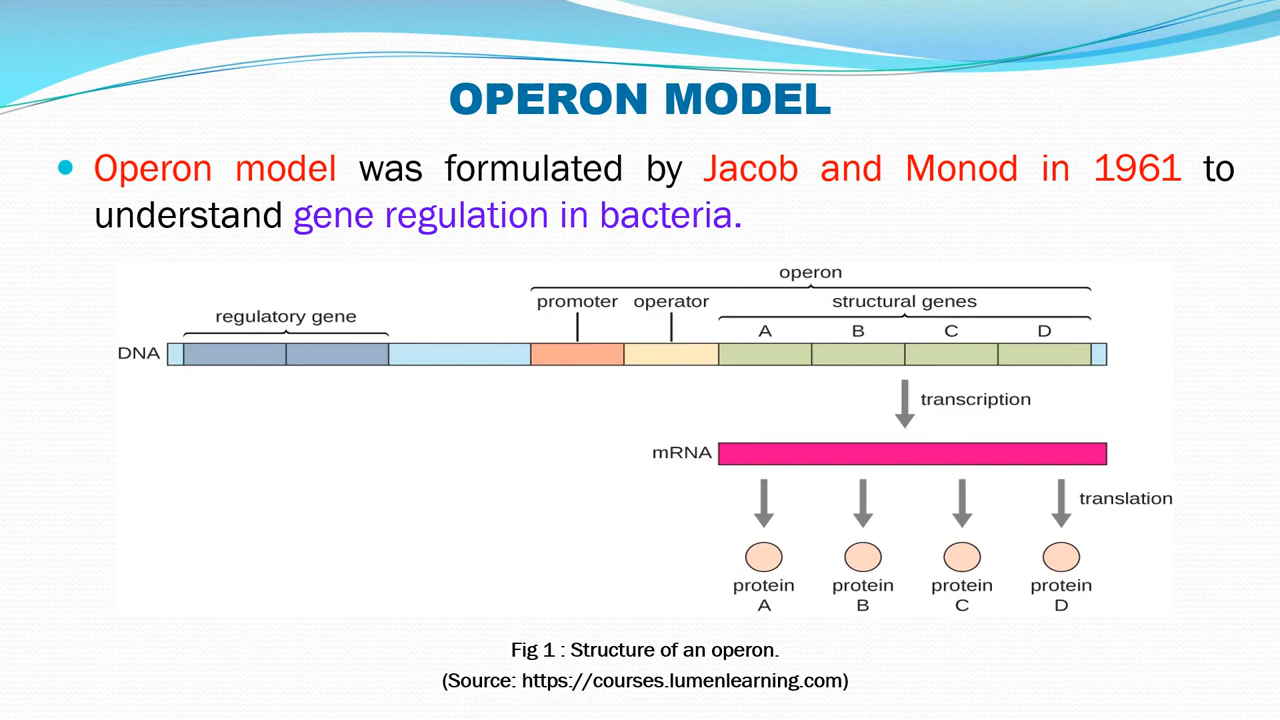 OPERON MODEL
Operon model was formulated by Jacob and Monod in 1961 to
understand gene regulation in bacteria.
operon
promoter operator structural genes
regulatory gene
A B C D
DNA
transcription
mRNA
translation
protein protein protein protein
A B C D
Fig 1 : Structure of an operon.
(Source: https://courses.lumenlearning.com)